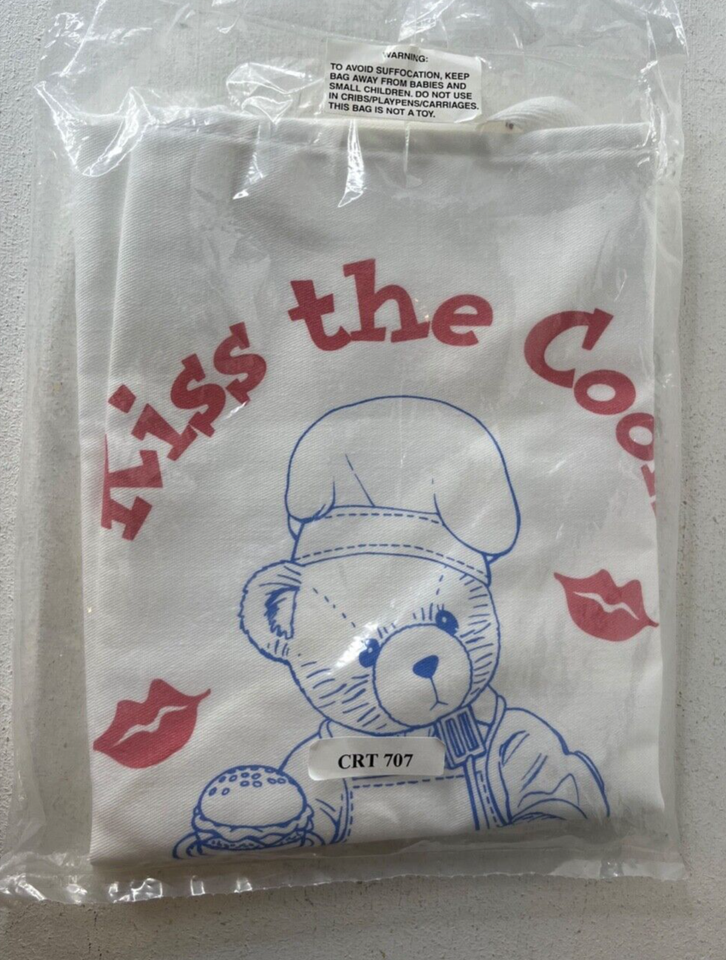 WARNING:
TO AVOID SUFFOCATION, KEEP
BAG AWAY FROM BABIES AND
SMALL CHILDREN. DO NOT USE
IN CRIBS/PLAYPENS/CARRIAGES.
THIS BAG IS NOT A TOY.
Kiss the Cook
CRT 707